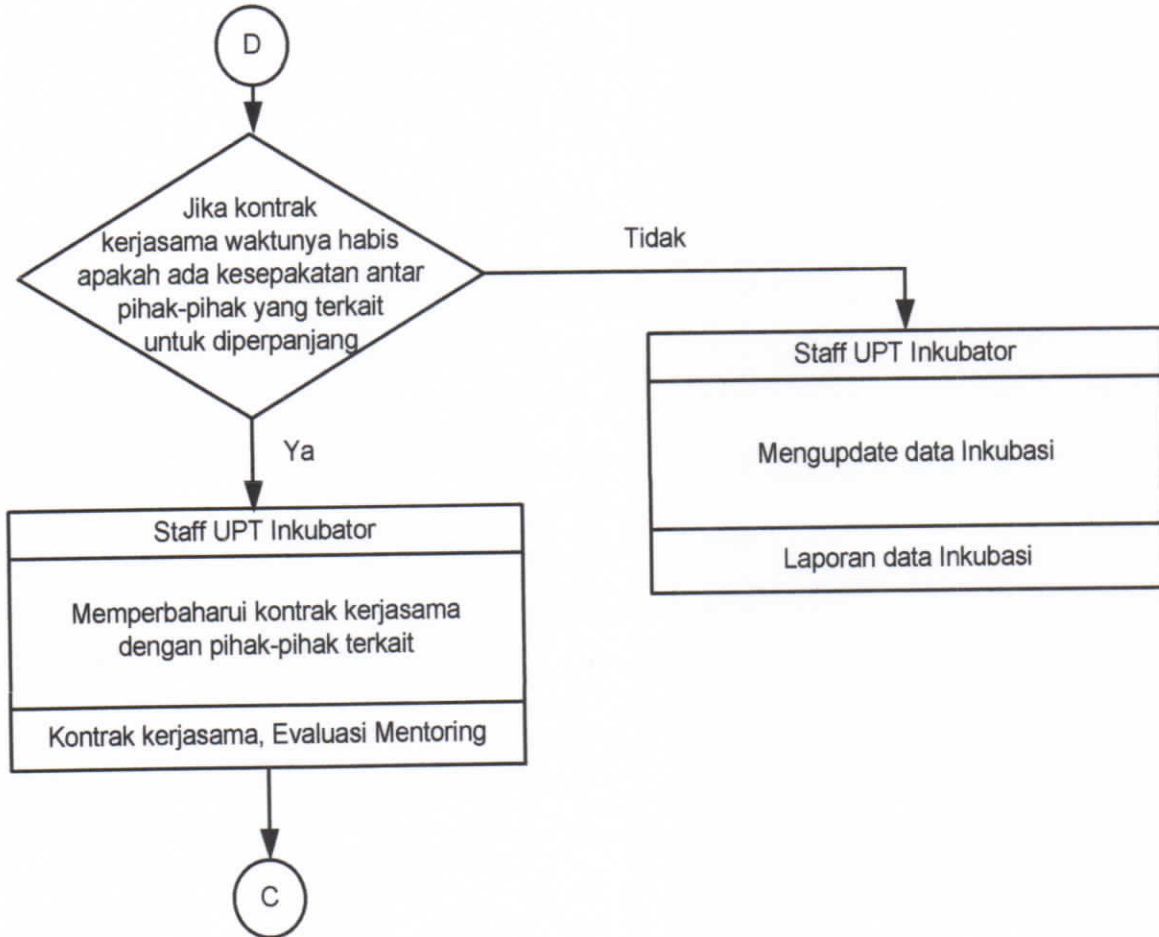 D
Jika kontrak
kerjasama waktunya habis
apakah ada kesepakatan antar
pihak-pihak yang terkait
untuk diperpanjang
Tidak
Ya
Staff UPT Inkubator
Mengupdate data Inkubasi
Laporan data Inkubasi
Staff UPT Inkubator
Memperbaharui kontrak kerjasama
dengan pihak-pihak terkait
Kontrak kerjasama, Evaluasi Mentoring
C